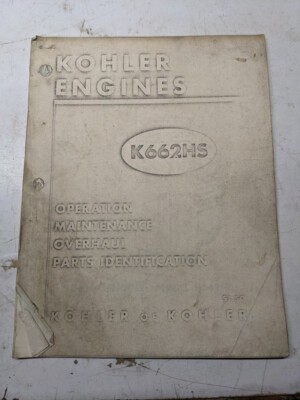 KOHLER
ENGINES
K662HS
OPERATION
MAINTENANCE
OVERHAUL
PARTS IDENTIFICATION
KOHLER of KOHLER